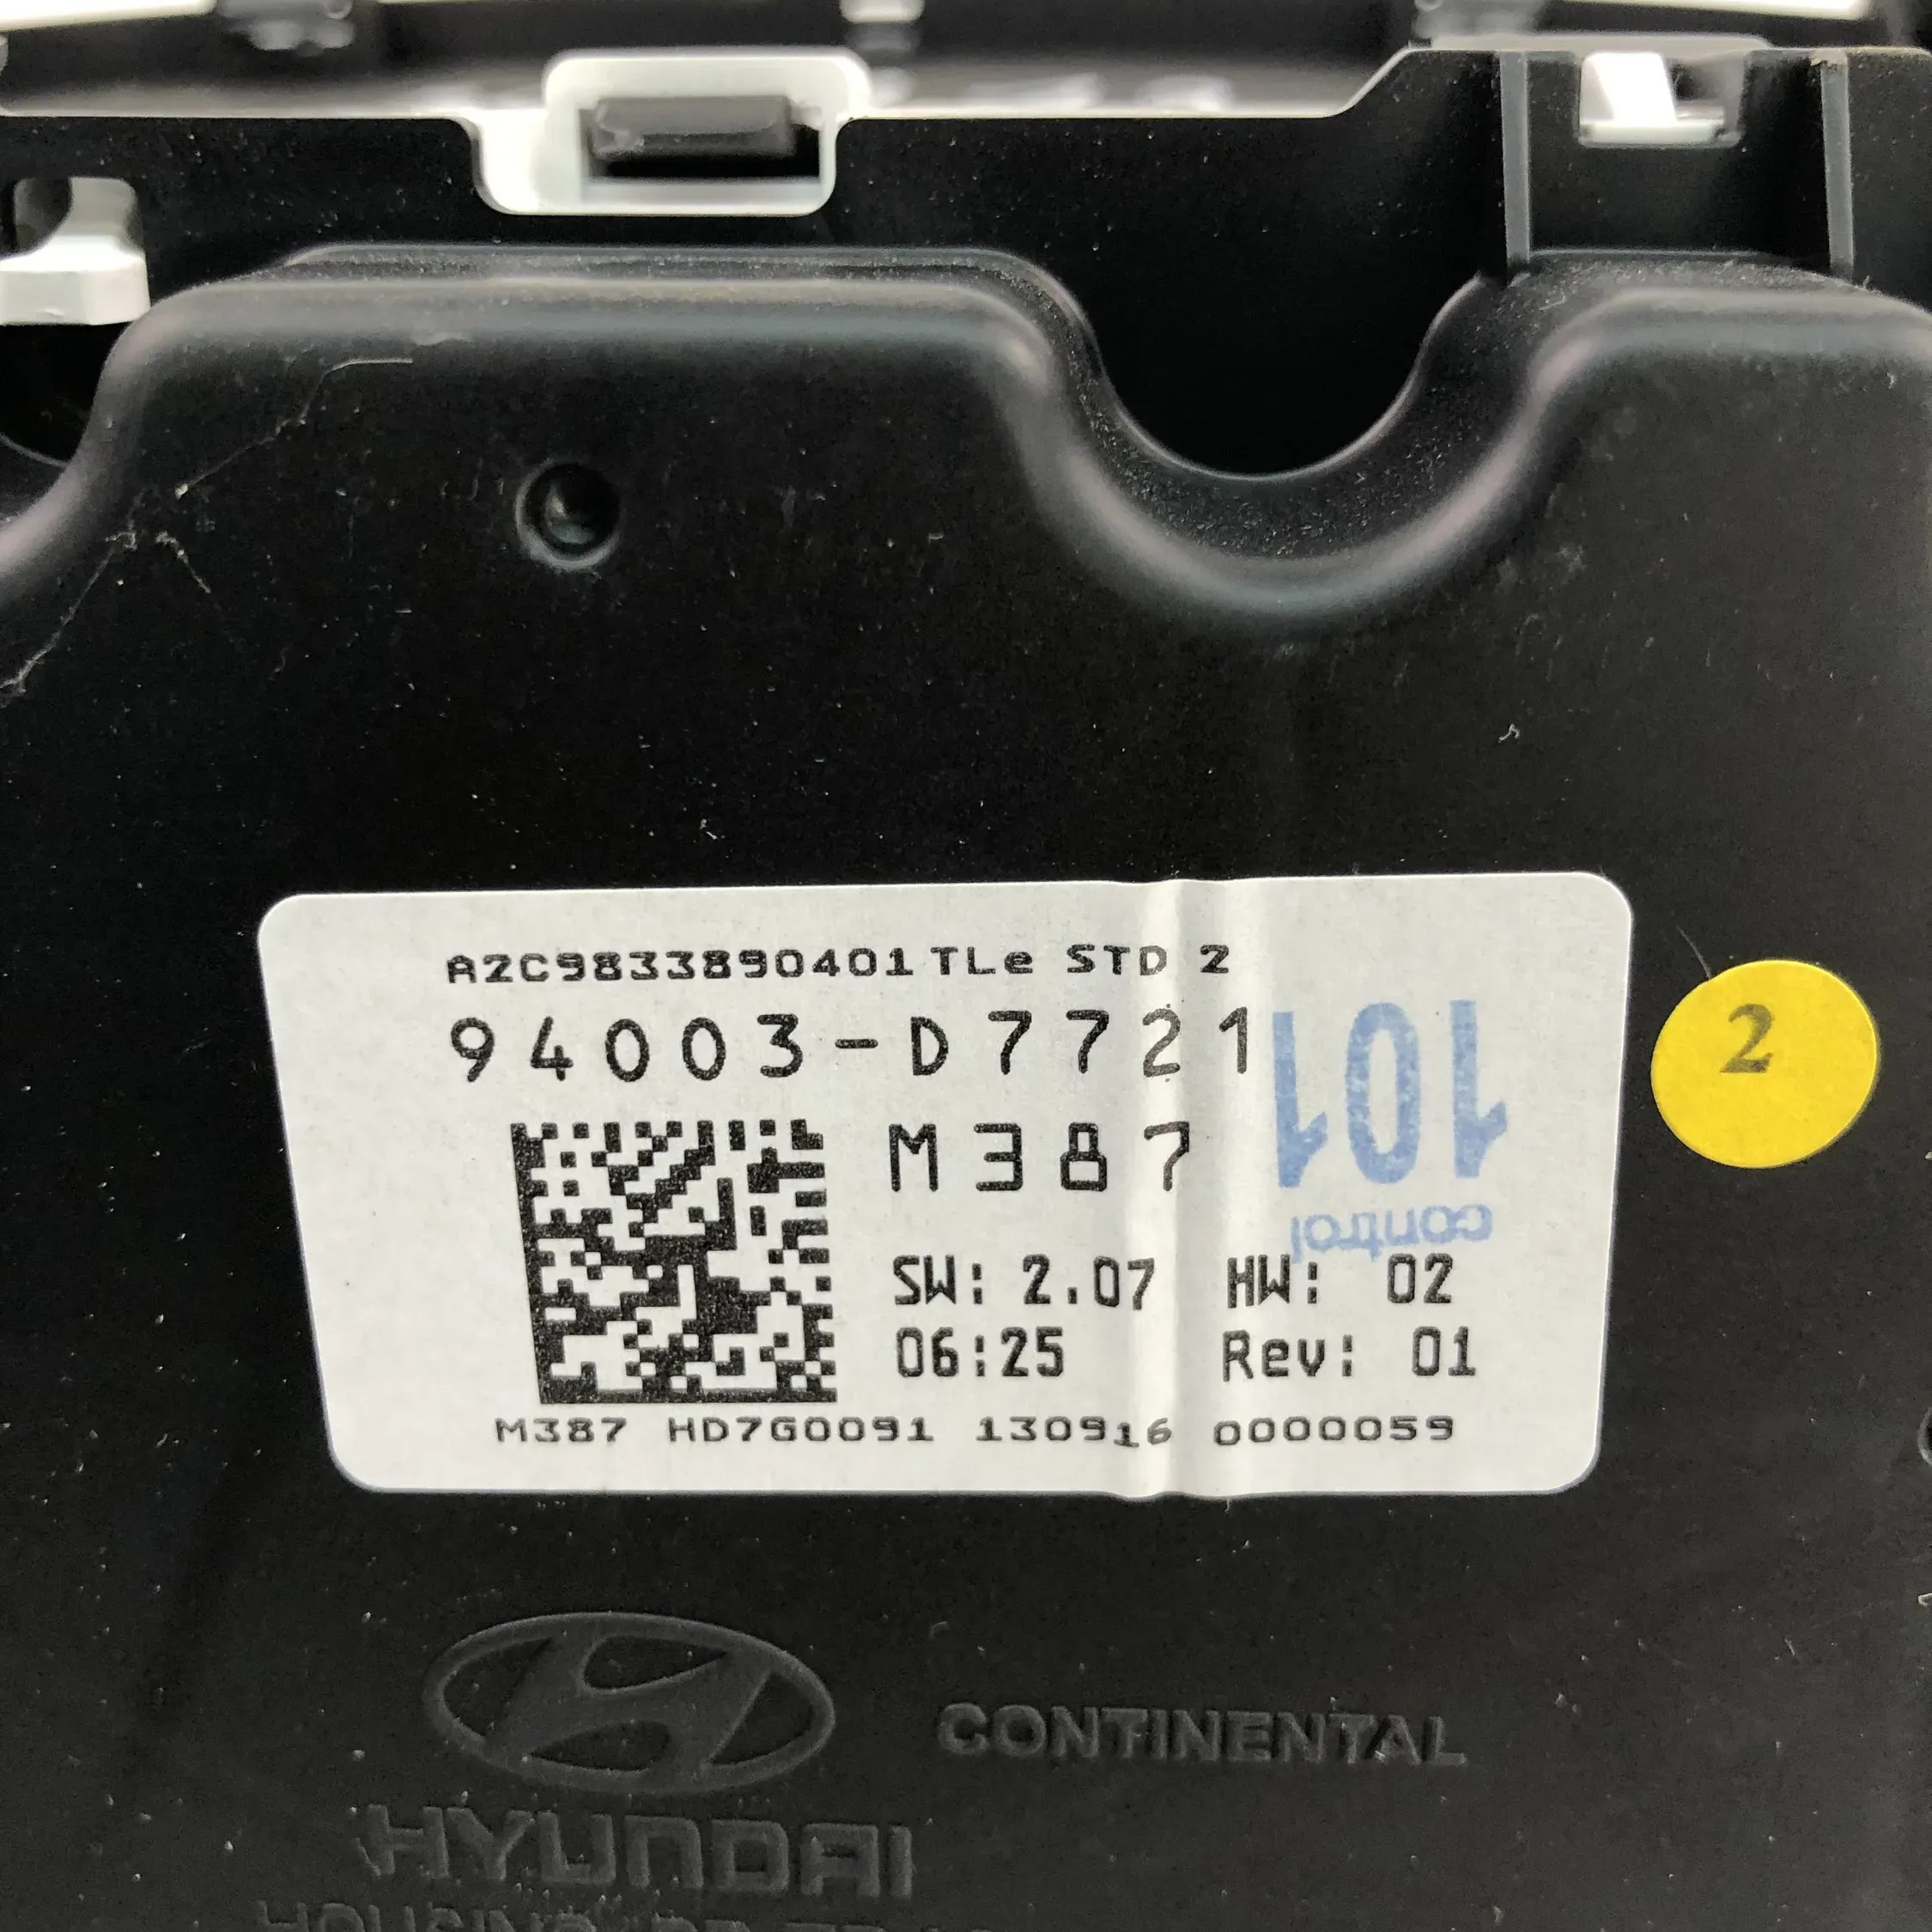 A2C9833890401 TLe STD 2
94003-D7721
M387
101
control
SW: 2.07 HW: 02
06:25 Rev: 01
M387 HD7G0091 130916 0000059
2
CONTINENTAL
HYUNDAI